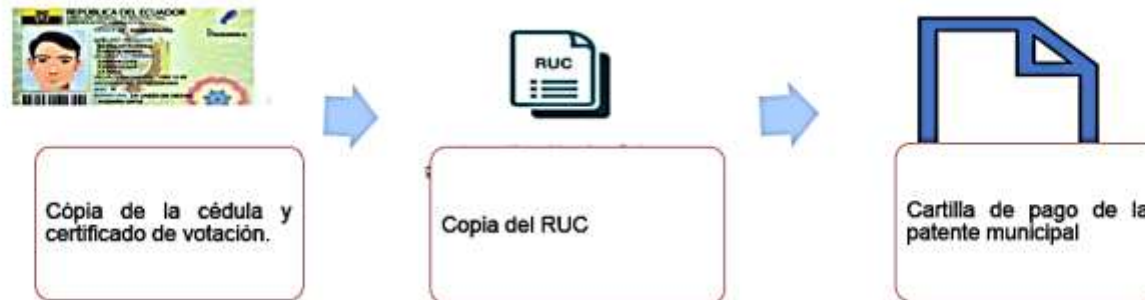 REPÚBLICA DEL ECUADOR
RUC
Cópia de la cédula y
certificado de votación.
Copia del RUC
Cartilla de pago de la
patente municipal